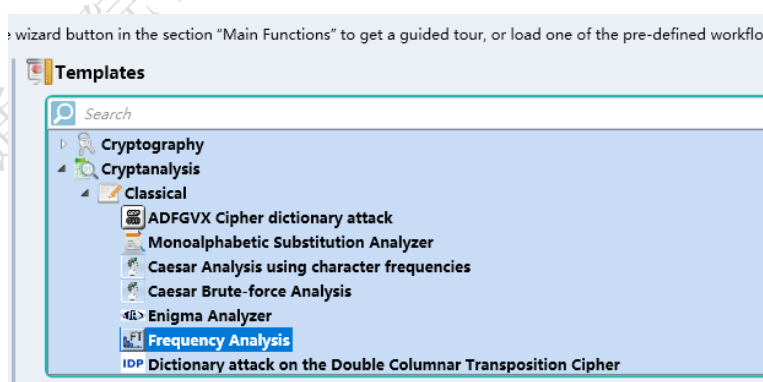 wizard button in the section “Main Functions” to get a guided tour, or load one of the pre-defined
Templates
Search
Cryptography
Cryptanalysis
Classical
ADFGVX Cipher dictionary attack
Monoalphabetic Substitution Analyzer
Caesar Analysis using character frequencies
Caesar Brute-force Analysis
Enigma Analyzer
FT Frequency Analysis
IDP Dictionary attack on the Double Columnar Transposition Cipher